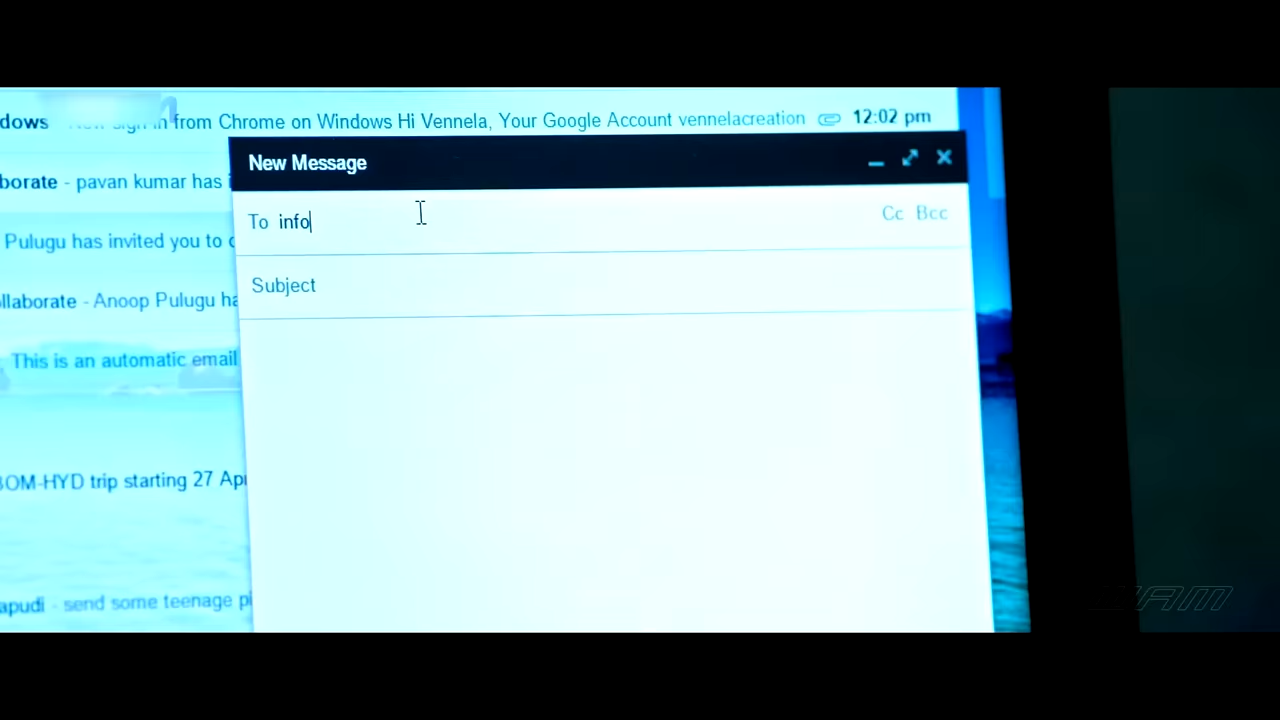 dows - New sign in from Chrome on Windows Hi Vennela, Your Google Account vennelacreation 12:02 pm
New Message
borate - pavan kumar has
To info
Cc Bcc
Pulugu has invited you to
Subject
ollaborate - Anoop Pulugu ha
This is an automatic email
BOM-HYD trip starting 27 Apr
apudi - send some teenage